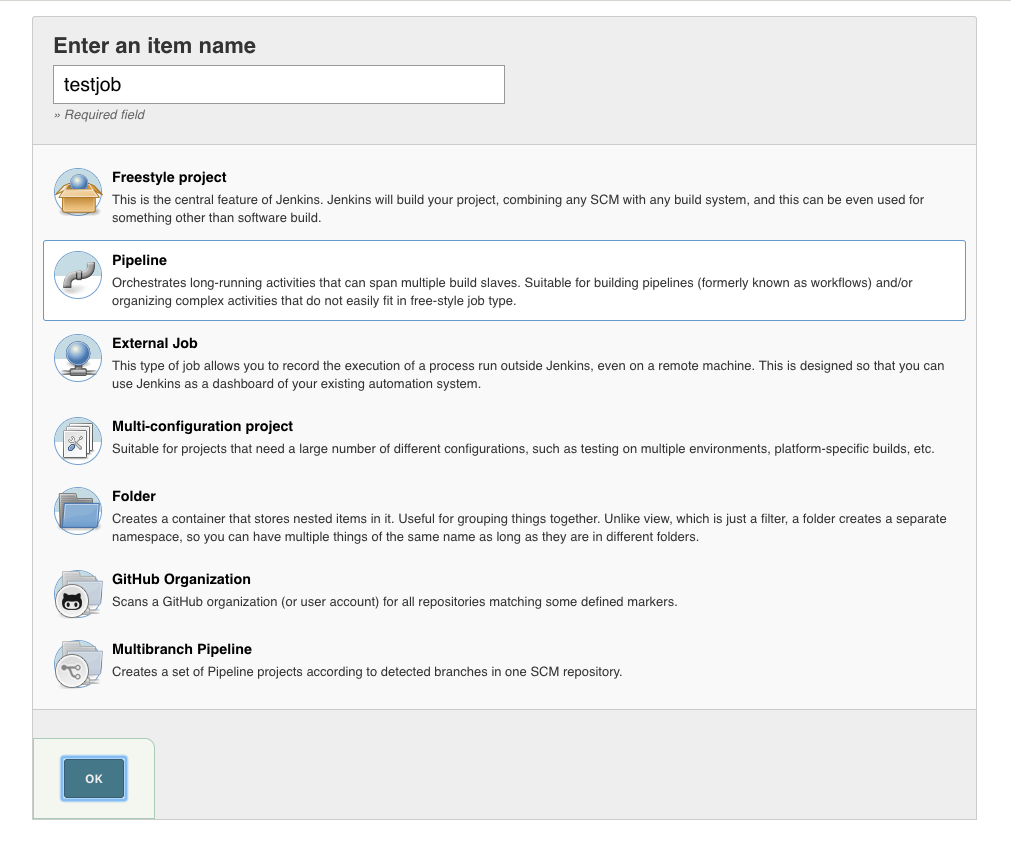 Enter an item name
testjob
» Required field
Freestyle project
This is the central feature of Jenkins. Jenkins will build your project, combining any SCM with any build system, and this can be even used for
something other than software build.
Pipeline
Orchestrates long-running activities that can span multiple build slaves. Suitable for building pipelines (formerly known as workflows) and/or
organizing complex activities that do not easily fit in free-style job type.
External Job
This type of job allows you to record the execution of a process run outside Jenkins, even on a remote machine. This is designed so that you can
use Jenkins as a dashboard of your existing automation system.
Multi-configuration project
Suitable for projects that need a large number of different configurations, such as testing on multiple environments, platform-specific builds, etc.
Folder
Creates a container that stores nested items in it. Useful for grouping things together. Unlike view, which is just a filter, a folder creates a separate
namespace, so you can have multiple things of the same name as long as they are in different folders.
GitHub Organization
Scans a GitHub organization (or user account) for all repositories matching some defined markers.
Multibranch Pipeline
Creates a set of Pipeline projects according to detected branches in one SCM repository.
OK